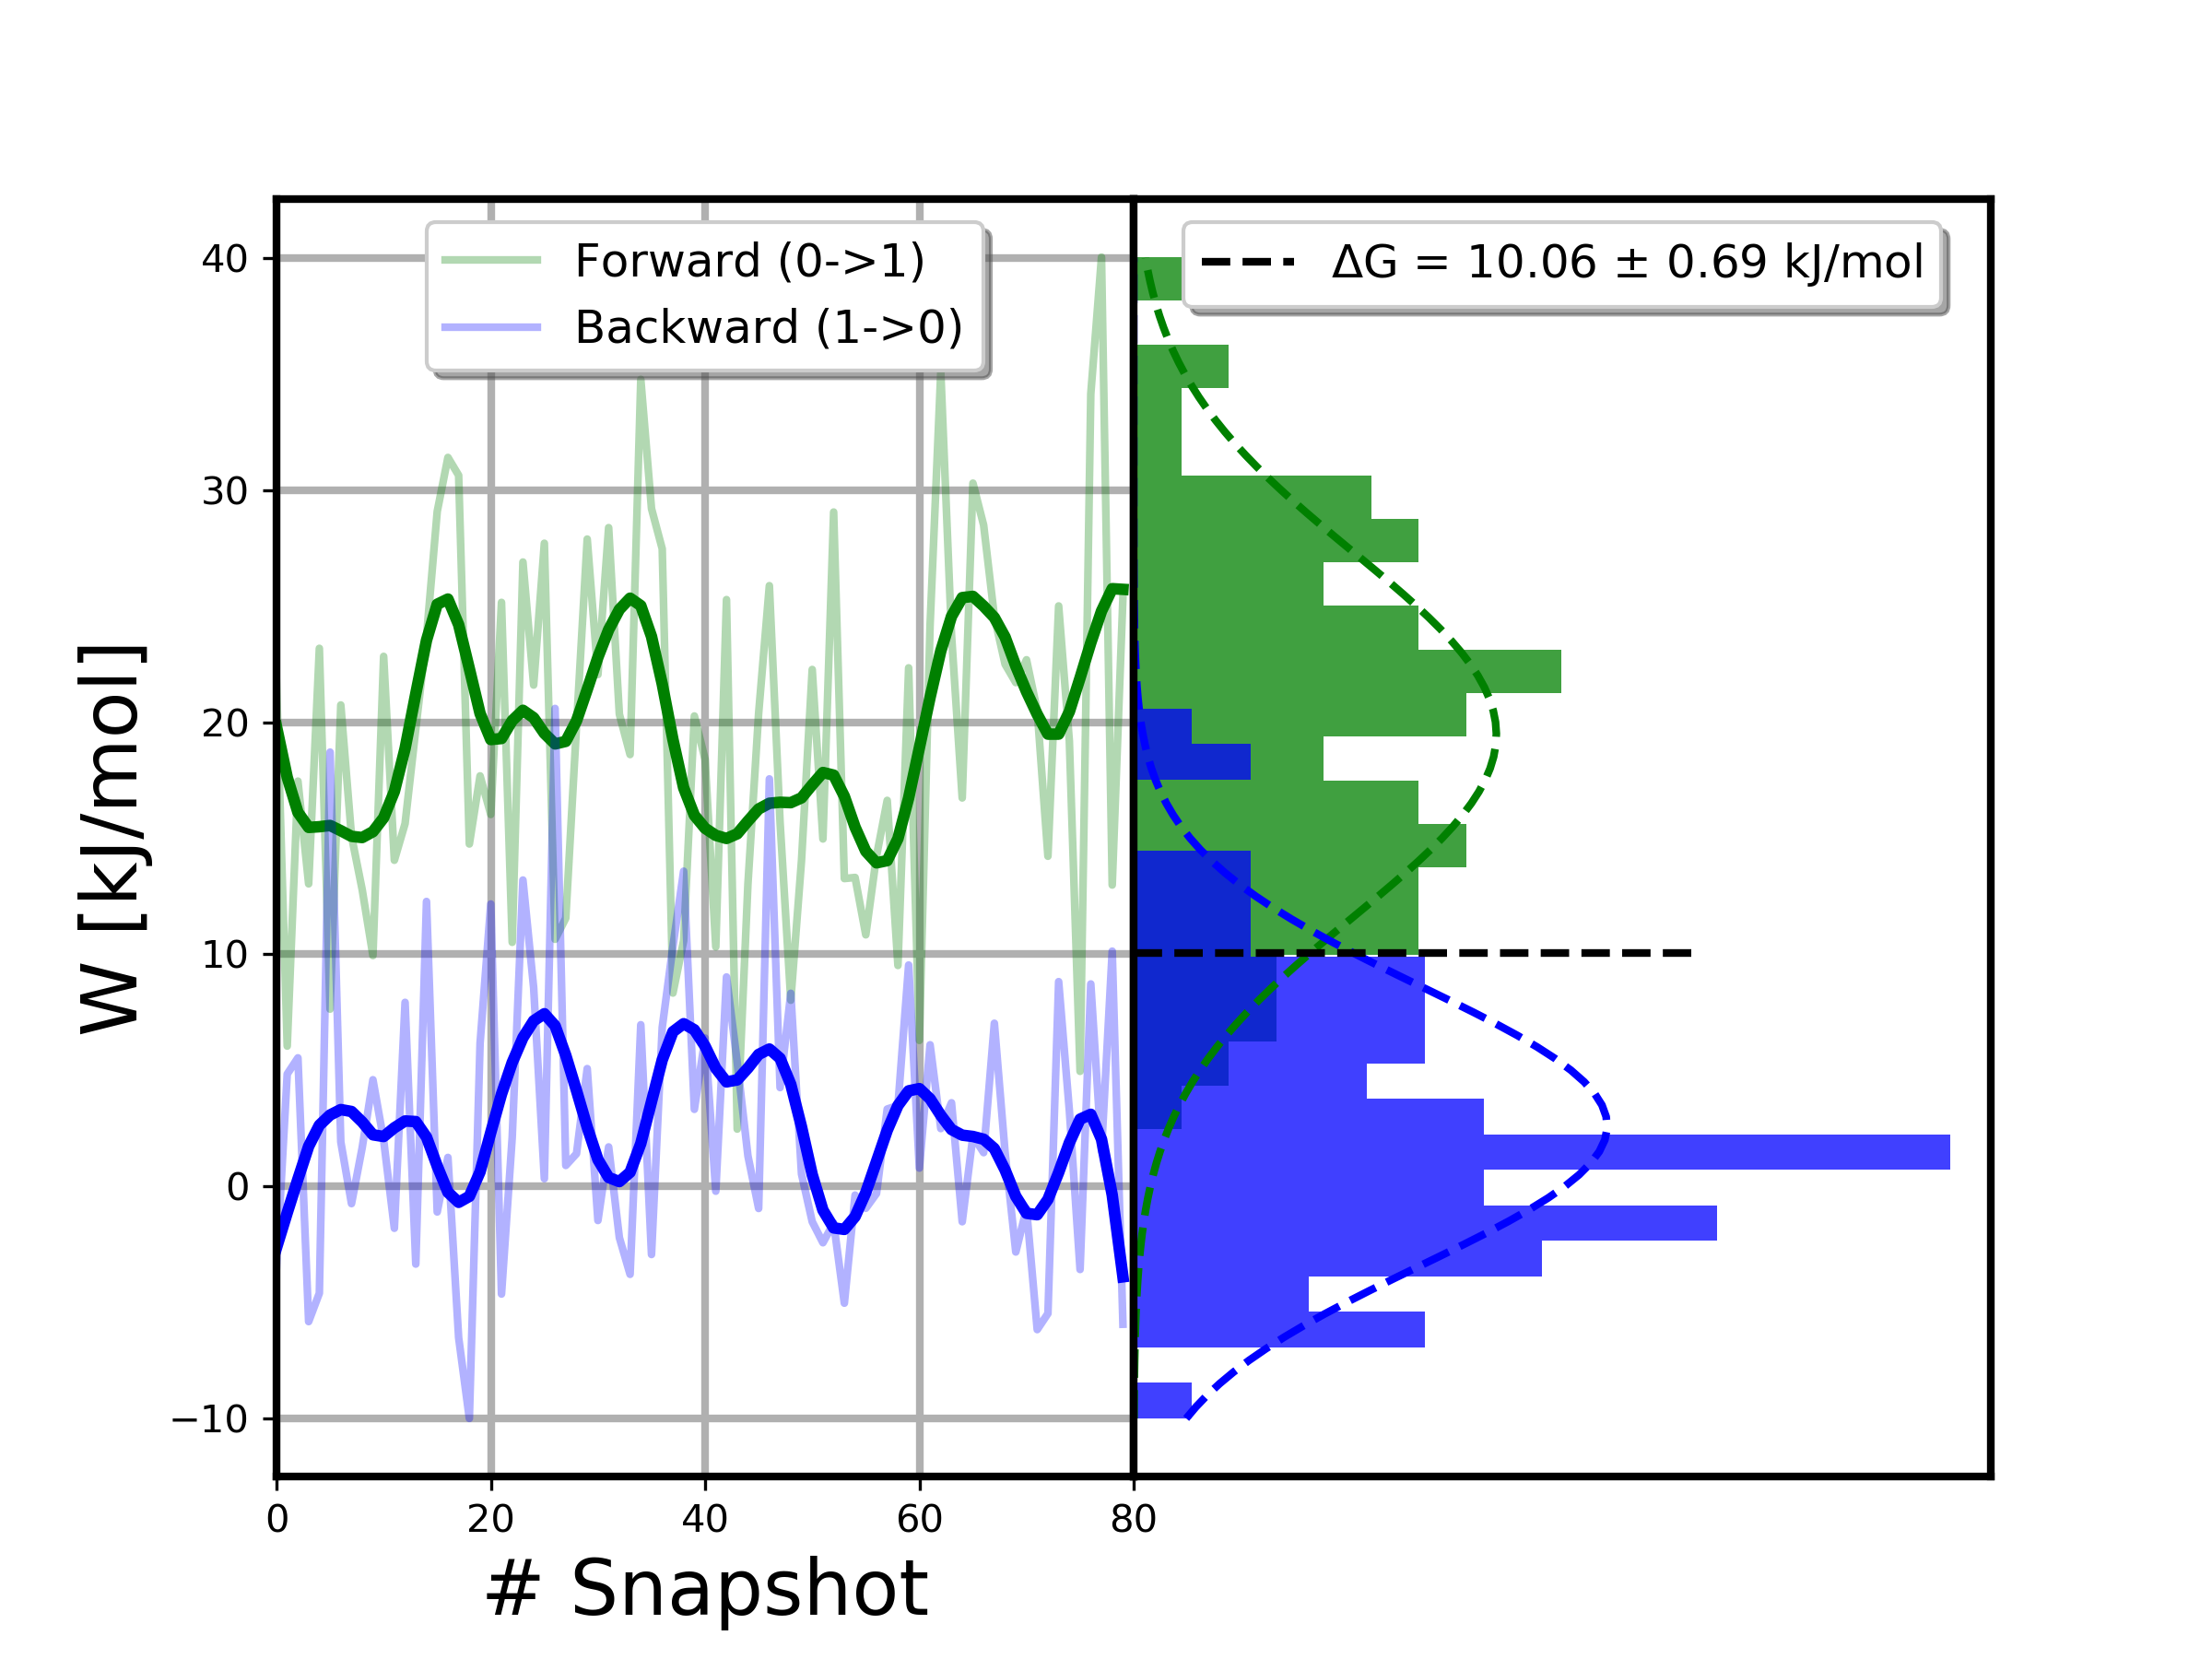 Forward (0->1)
Backward (1->0)
ΔG = 10.06 ± 0.69 kJ/mol
W [kJ/mol]
40
30
20
10
0
−10
0 20 40 60 80
# Snapshot